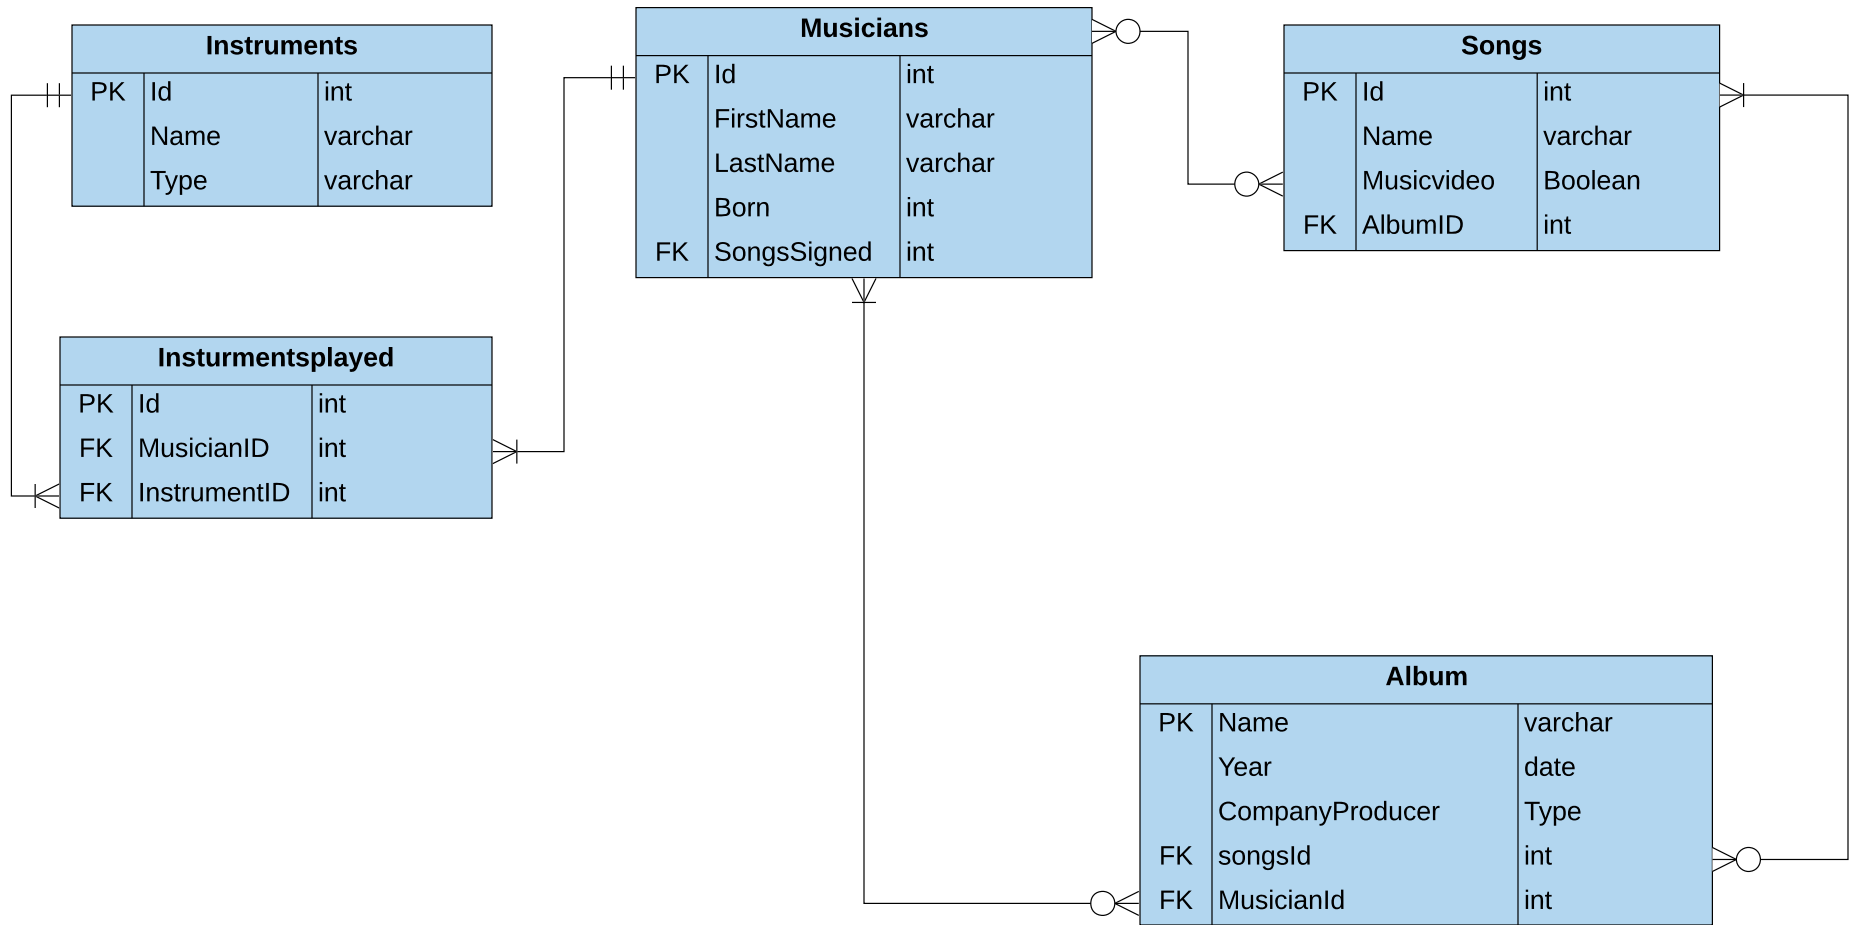 Instruments
PK Id int
Name varchar
Type varchar
Musicians
PK Id int
FirstName varchar
LastName varchar
Born int
FK SongsSigned int
Songs
PK Id int
Name varchar
Musicvideo Boolean
FK AlbumID int
Insturmentsplayed
PK Id int
FK MusicianID int
FK InstrumentID int
Album
PK Name varchar
Year date
CompanyProducer Type
FK songsId int
FK MusicianId int